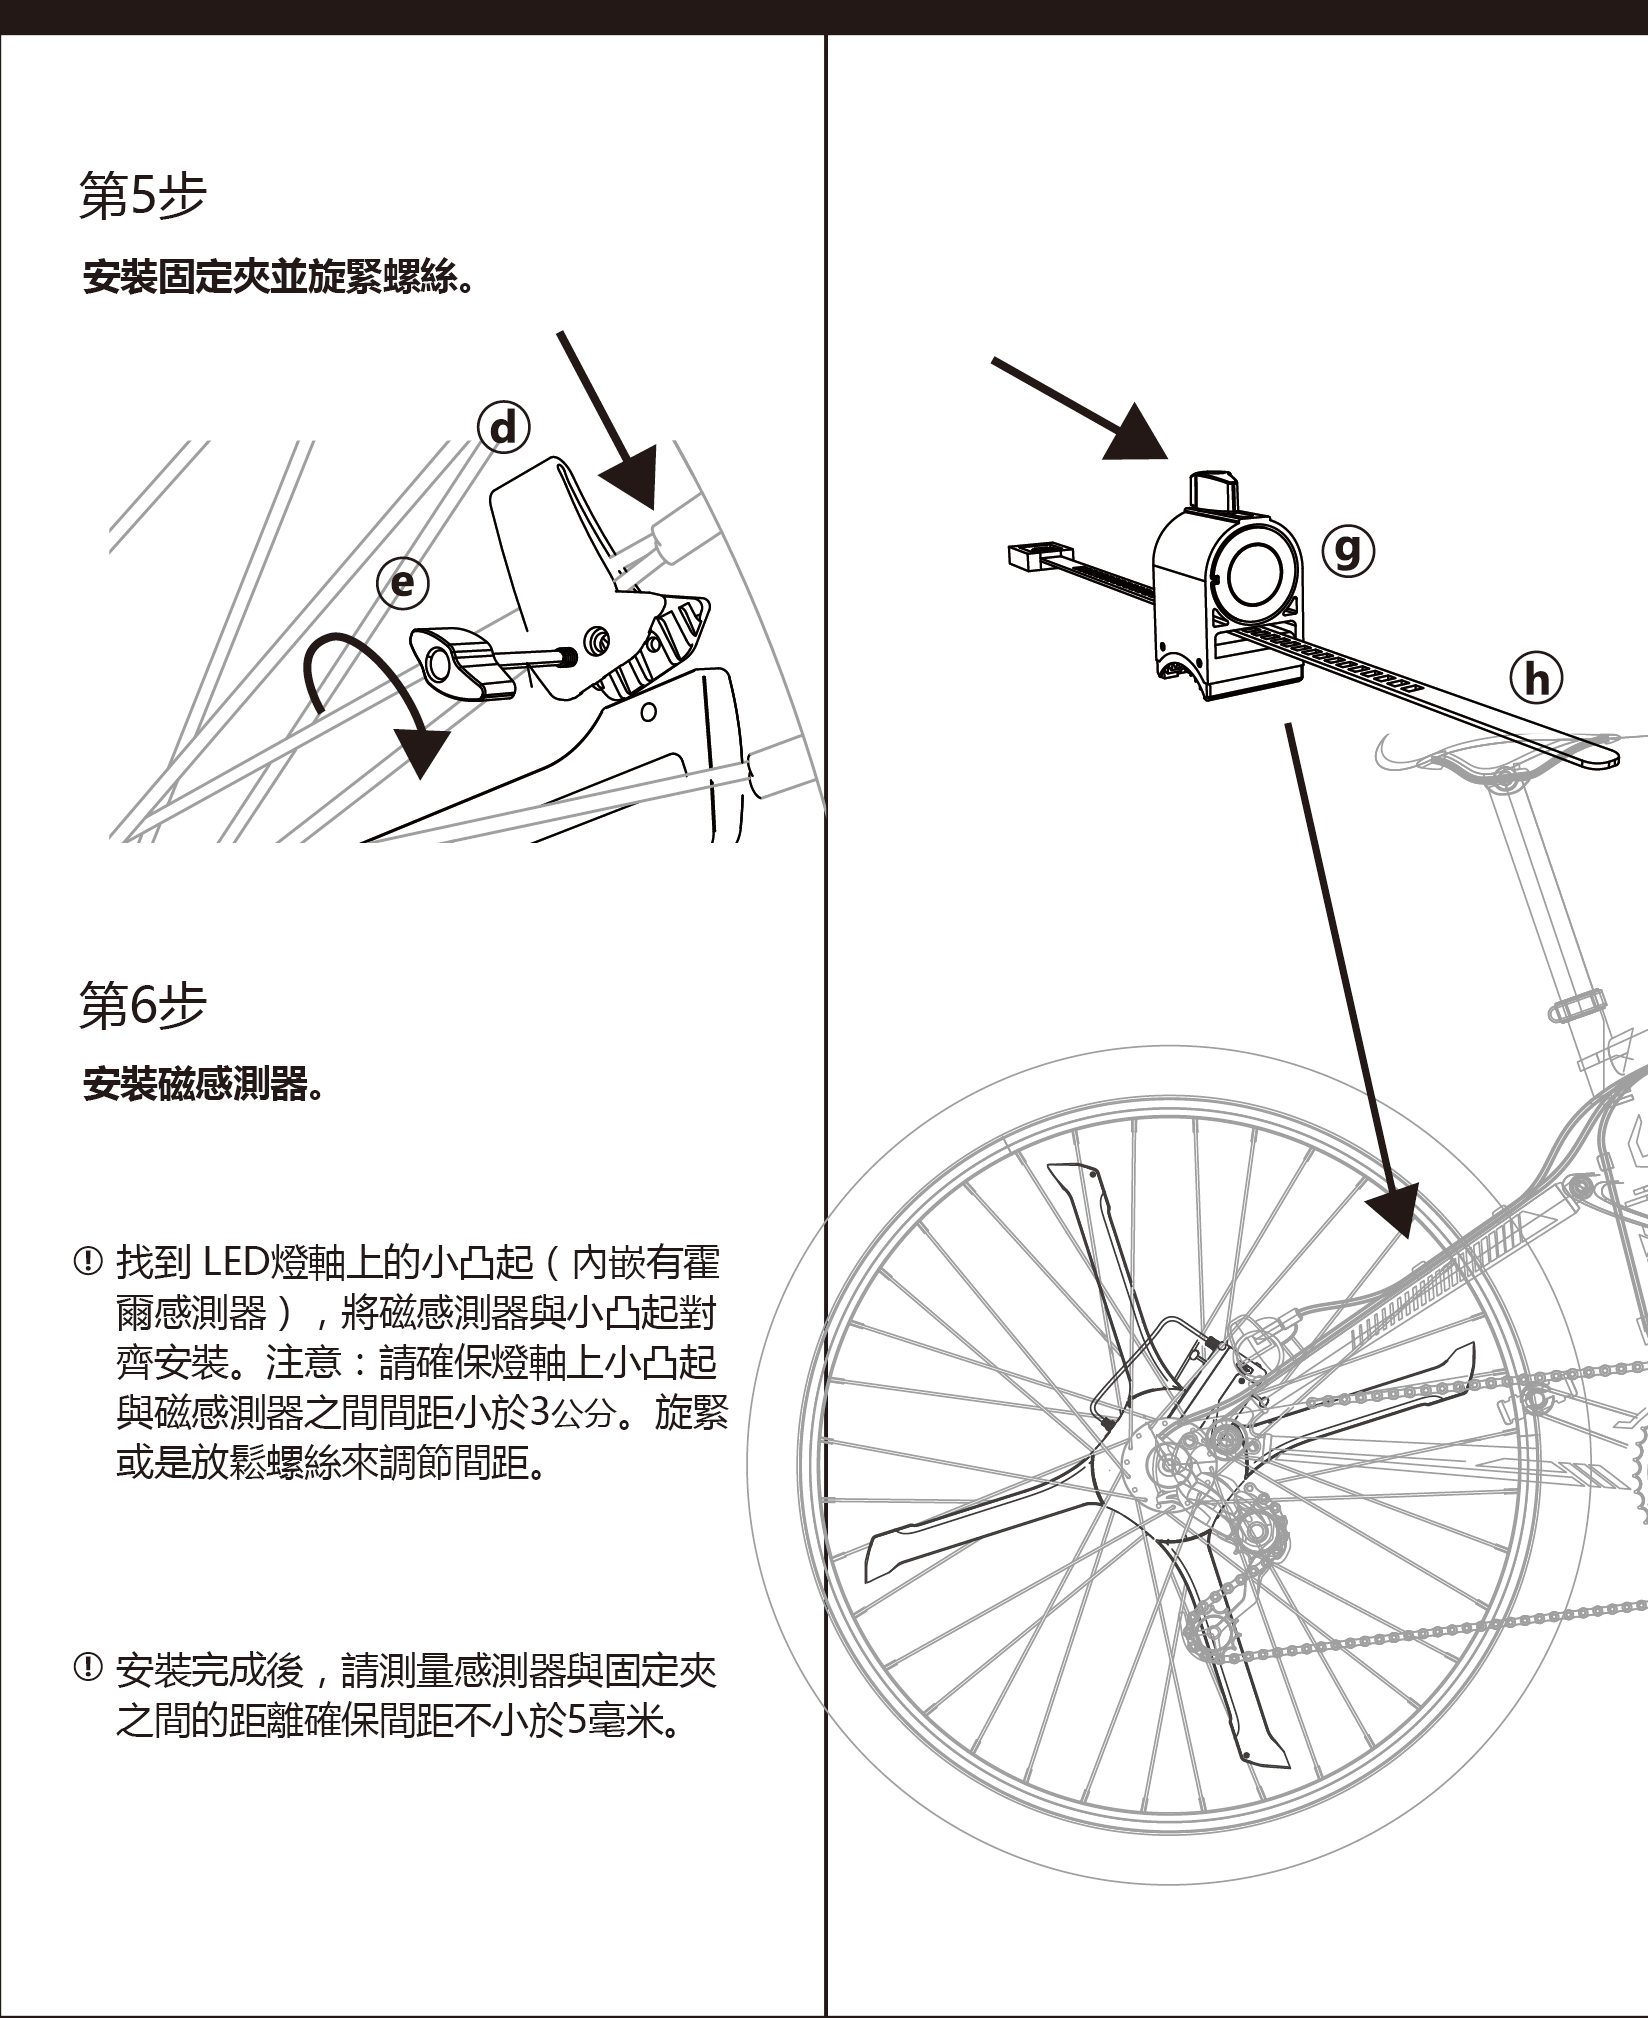 第5步
安裝固定夾並旋緊螺絲。
d
e
第6步
安裝磁感測器。
! 找到 LED燈軸上的小凸起（內嵌有霍
爾感測器），將磁感測器與小凸起對
齊安裝。注意：請確保燈軸上小凸起
與磁感測器之間間距小於3公分。旋緊
或是放鬆螺絲來調節間距。
! 安裝完成後，請測量感測器與固定夾
之間的距離確保間距不小於5毫米。
g
h